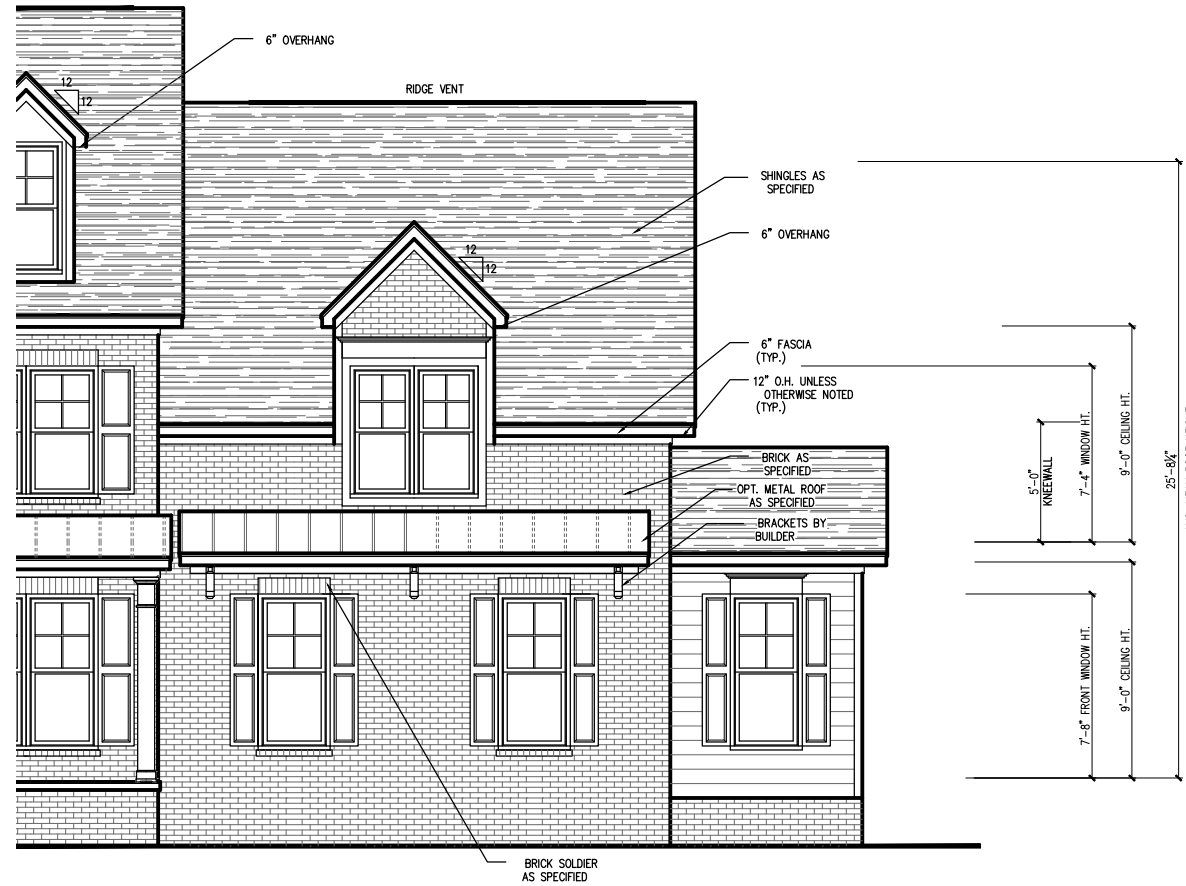 6" OVERHANG
12
12
RIDGE VENT
SHINGLES AS
SPECIFIED
6" OVERHANG
12
12
6" FASCIA
(TYP.)
12" O.H. UNLESS
OTHERWISE NOTED
(TYP.)
BRICK AS
SPECIFIED
OPT. METAL ROOF
AS SPECIFIED
BRACKETS BY
BUILDER
5'-0"
KNEEWALL
7'-4" WINDOW HT.
9'-0" CEILING HT.
25'-8¼"
7'-8" FRONT WINDOW HT.
9'-0" CEILING HT.
BRICK SOLDIER
AS SPECIFIED